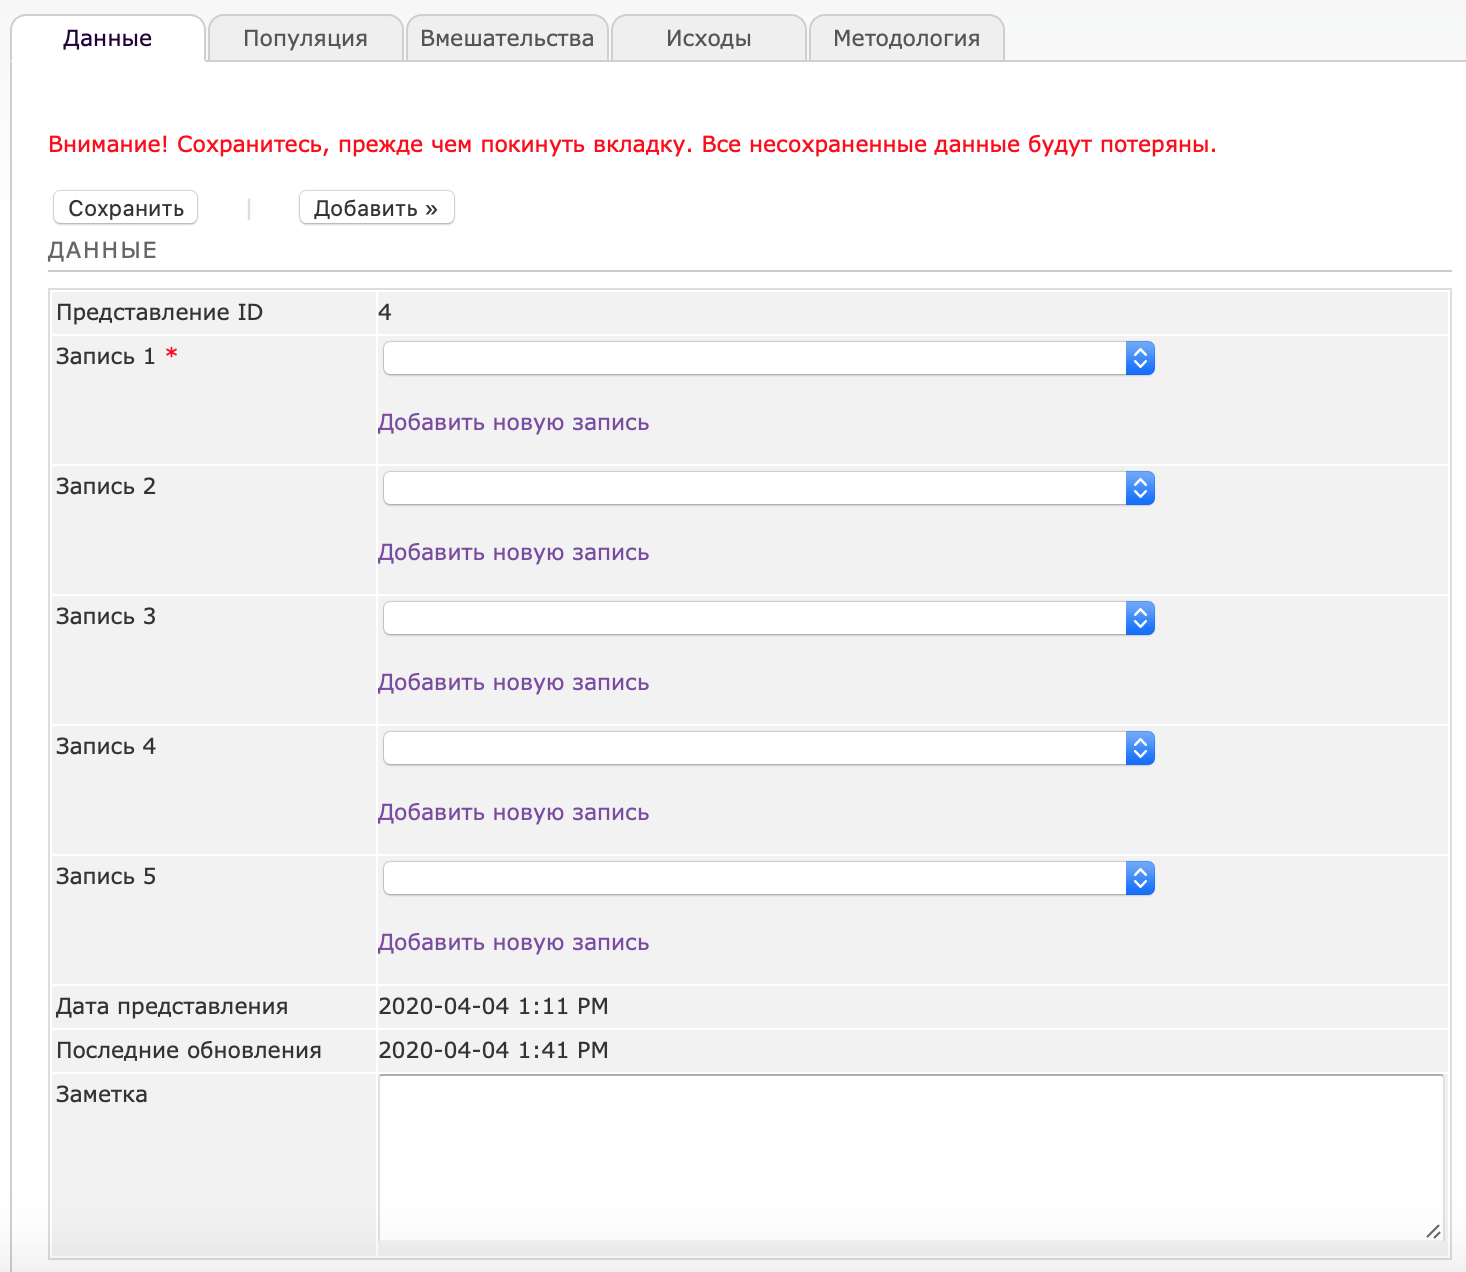 Данные Популяция Вмешательства Исходы Методология
Внимание! Сохранитесь, прежде чем покинуть вкладку. Все несохраненные данные будут потеряны.
Сохранить | Добавить »
ДАННЫЕ
Представление ID 4
Запись 1 *
Добавить новую запись
Запись 2
Добавить новую запись
Запись 3
Добавить новую запись
Запись 4
Добавить новую запись
Запись 5
Добавить новую запись
Дата представления 2020-04-04 1:11 PM
Последние обновления 2020-04-04 1:41 PM
Заметка